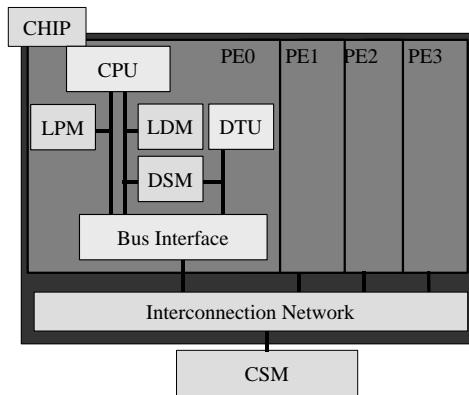 CHIP
CPU
PE0
PE1
PE2
PE3
LPM
LDM
DTU
DSM
Bus Interface
Interconnection Network
CSM